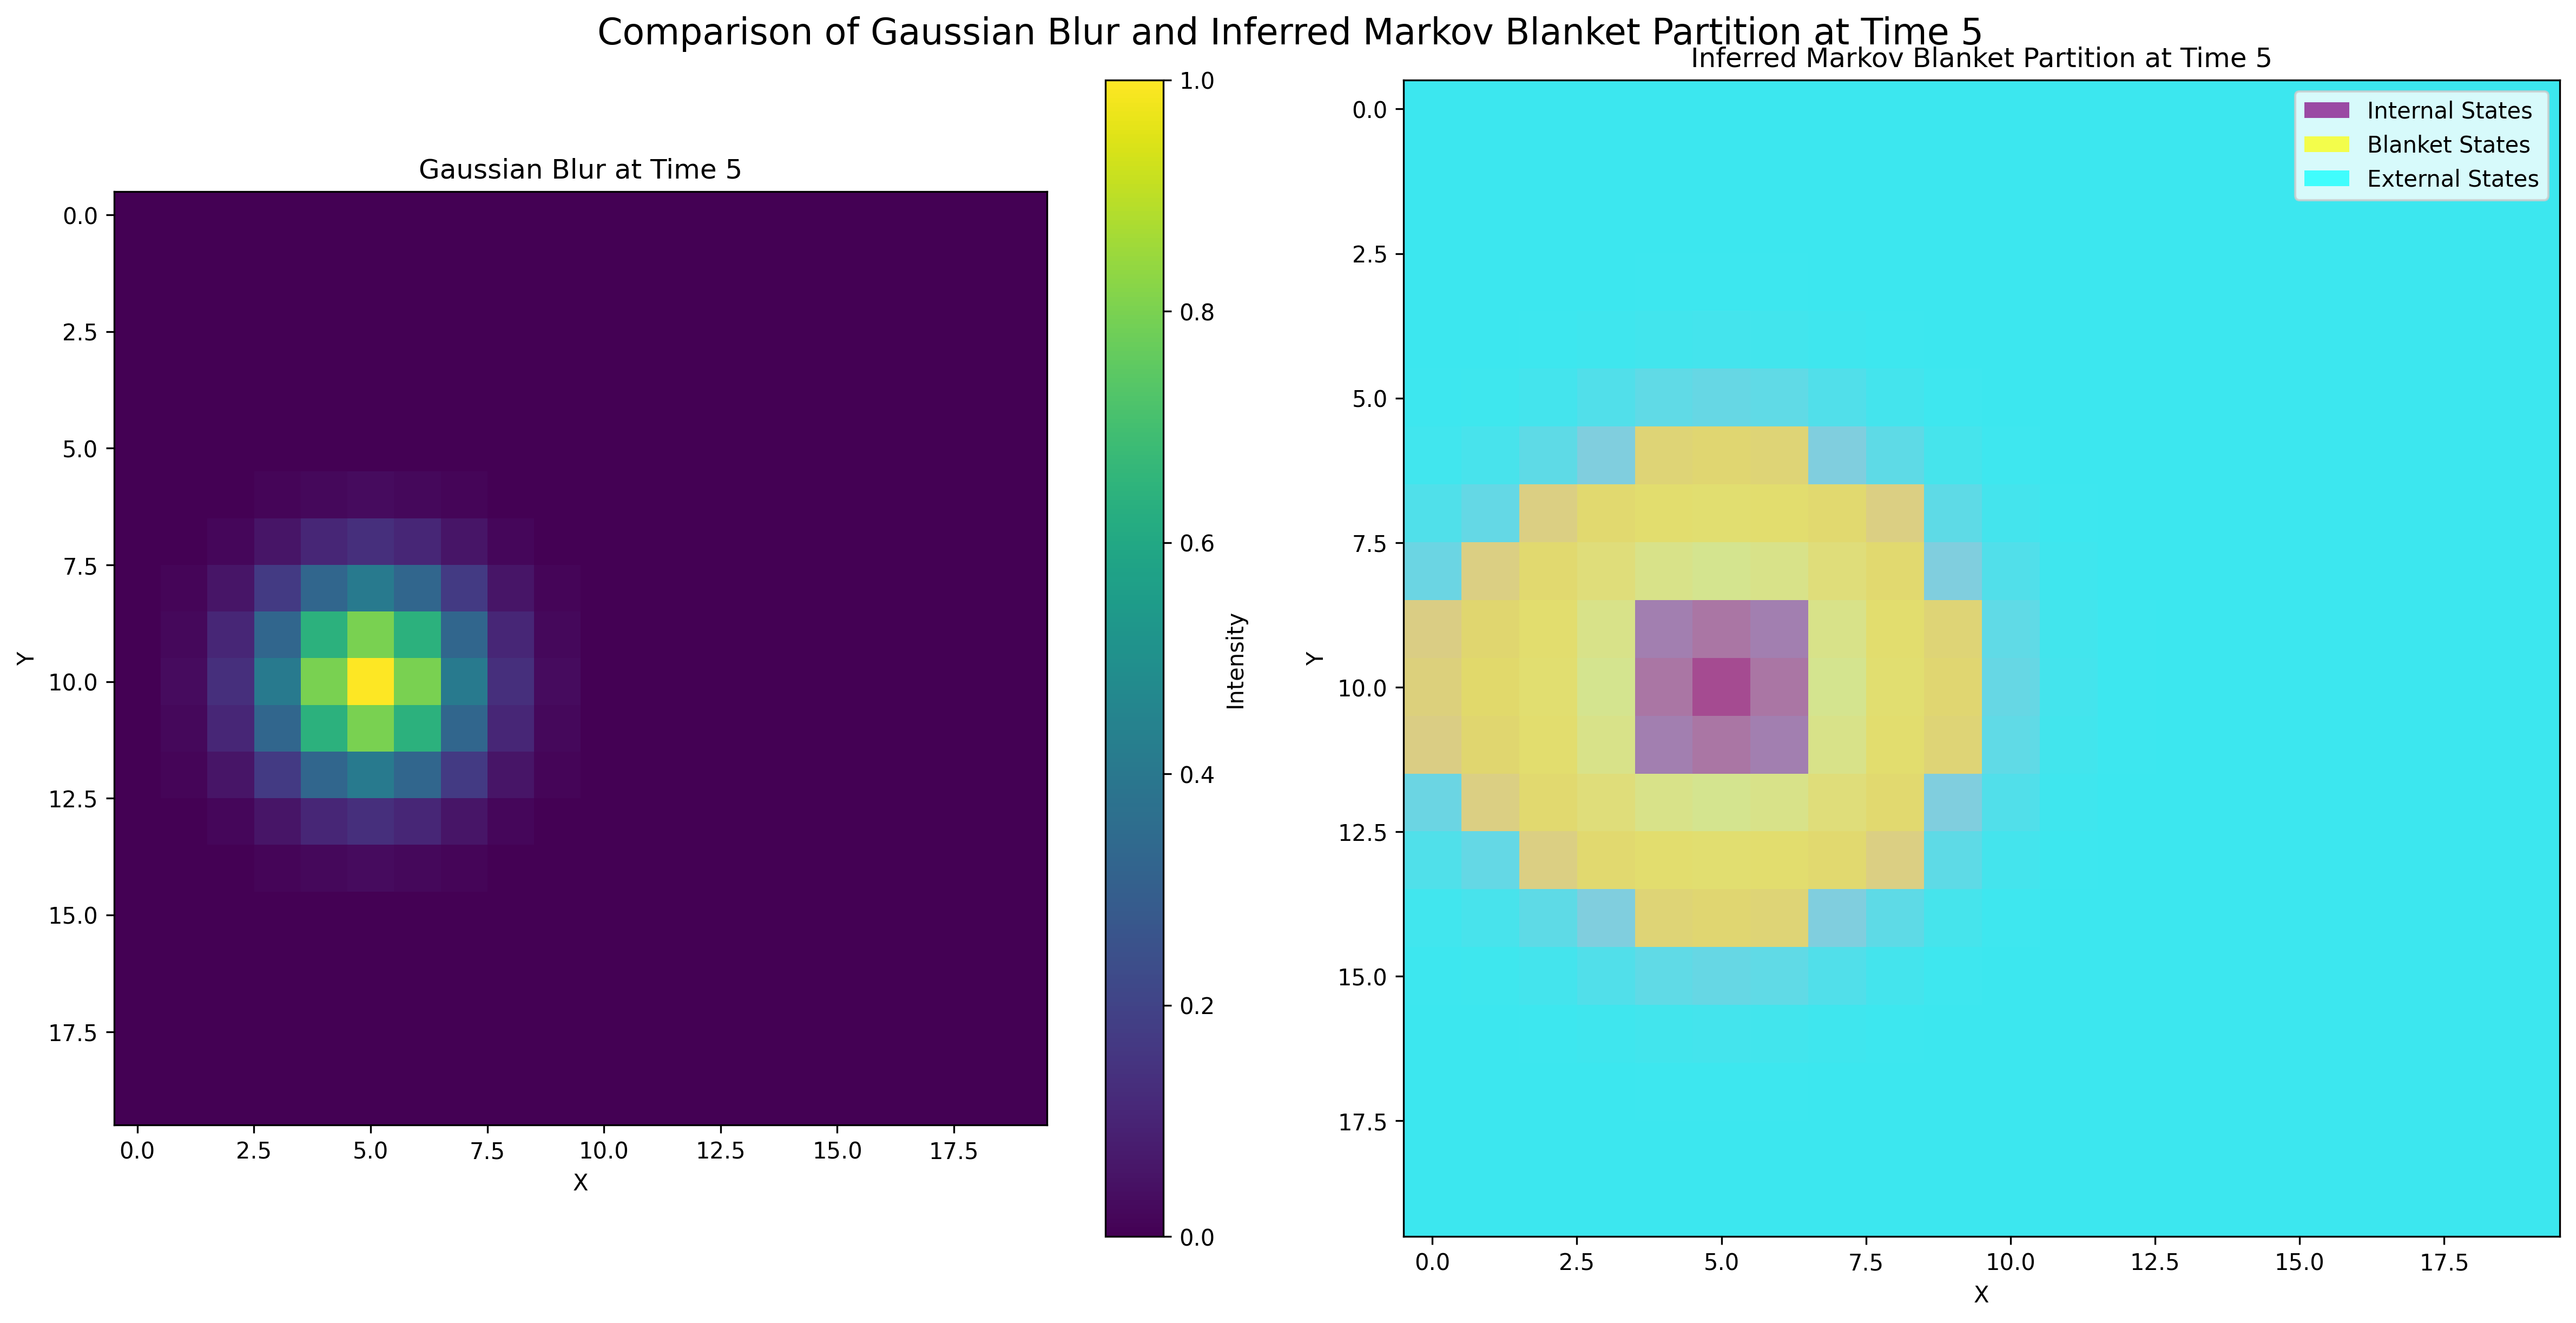 Comparison of Gaussian Blur and Inferred Markov Blanket Partition at Time 5
Gaussian Blur at Time 5
0.0
2.5
5.0
7.5
10.0
12.5
15.0
17.5
Y
0.0 2.5 5.0 7.5 10.0 12.5 15.0 17.5
X
1.0
0.8
0.6
0.4
0.2
0.0
Intensity
Inferred Markov Blanket Partition at Time 5
Internal States
Blanket States
External States
0.0
2.5
5.0
7.5
10.0
12.5
15.0
17.5
Y
0.0 2.5 5.0 7.5 10.0 12.5 15.0 17.5
X